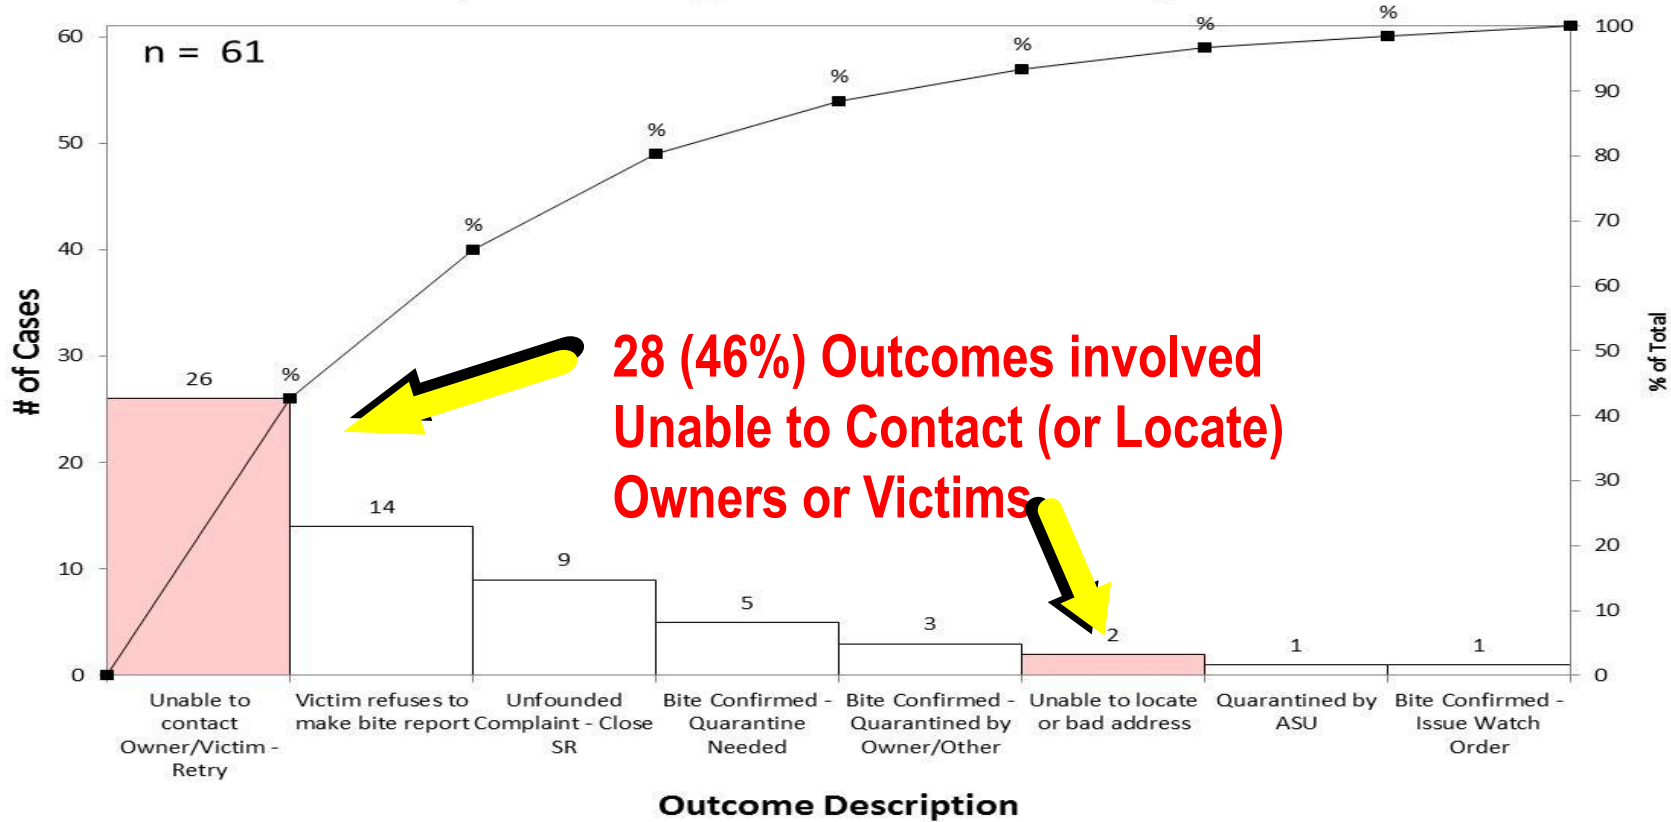 n = 61
60
50
40
30
20
10
0
# of Cases
100
90
80
70
60
50
40
30
20
10
0
% of Total
%
%
%
%
%
%
%
26
14
9
5
3
2
1
1
28 (46%) Outcomes involved
Unable to Contact (or Locate)
Owners or Victims
Unable to
contact
Owner/Victim -
Retry
Victim refuses to
make bite report
Unfounded
Complaint - Close
SR
Bite Confirmed -
Quarantine
Needed
Bite Confirmed -
Quarantined by
Owner/Other
Unable to locate
or bad address
Quarantined by
ASU
Bite Confirmed -
Issue Watch
Order
Outcome Description